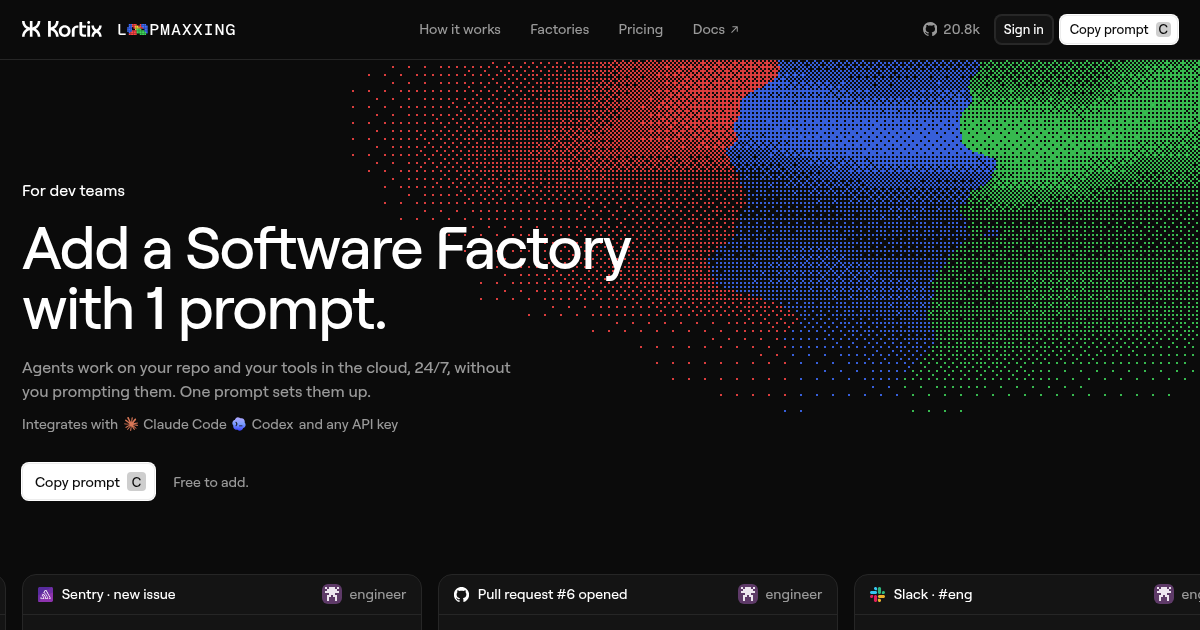 Kortix LOOPMAXXING How it works Factories Pricing Docs ↗ 20.8k Sign in Copy prompt C
For dev teams
Add a Software Factory
with 1 prompt.
Agents work on your repo and your tools in the cloud, 24/7, without
you prompting them. One prompt sets them up.
Integrates with Claude Code Codex and any API key
Copy prompt C Free to add.
Sentry · new issue engineer Pull request #6 opened engineer Slack · #eng